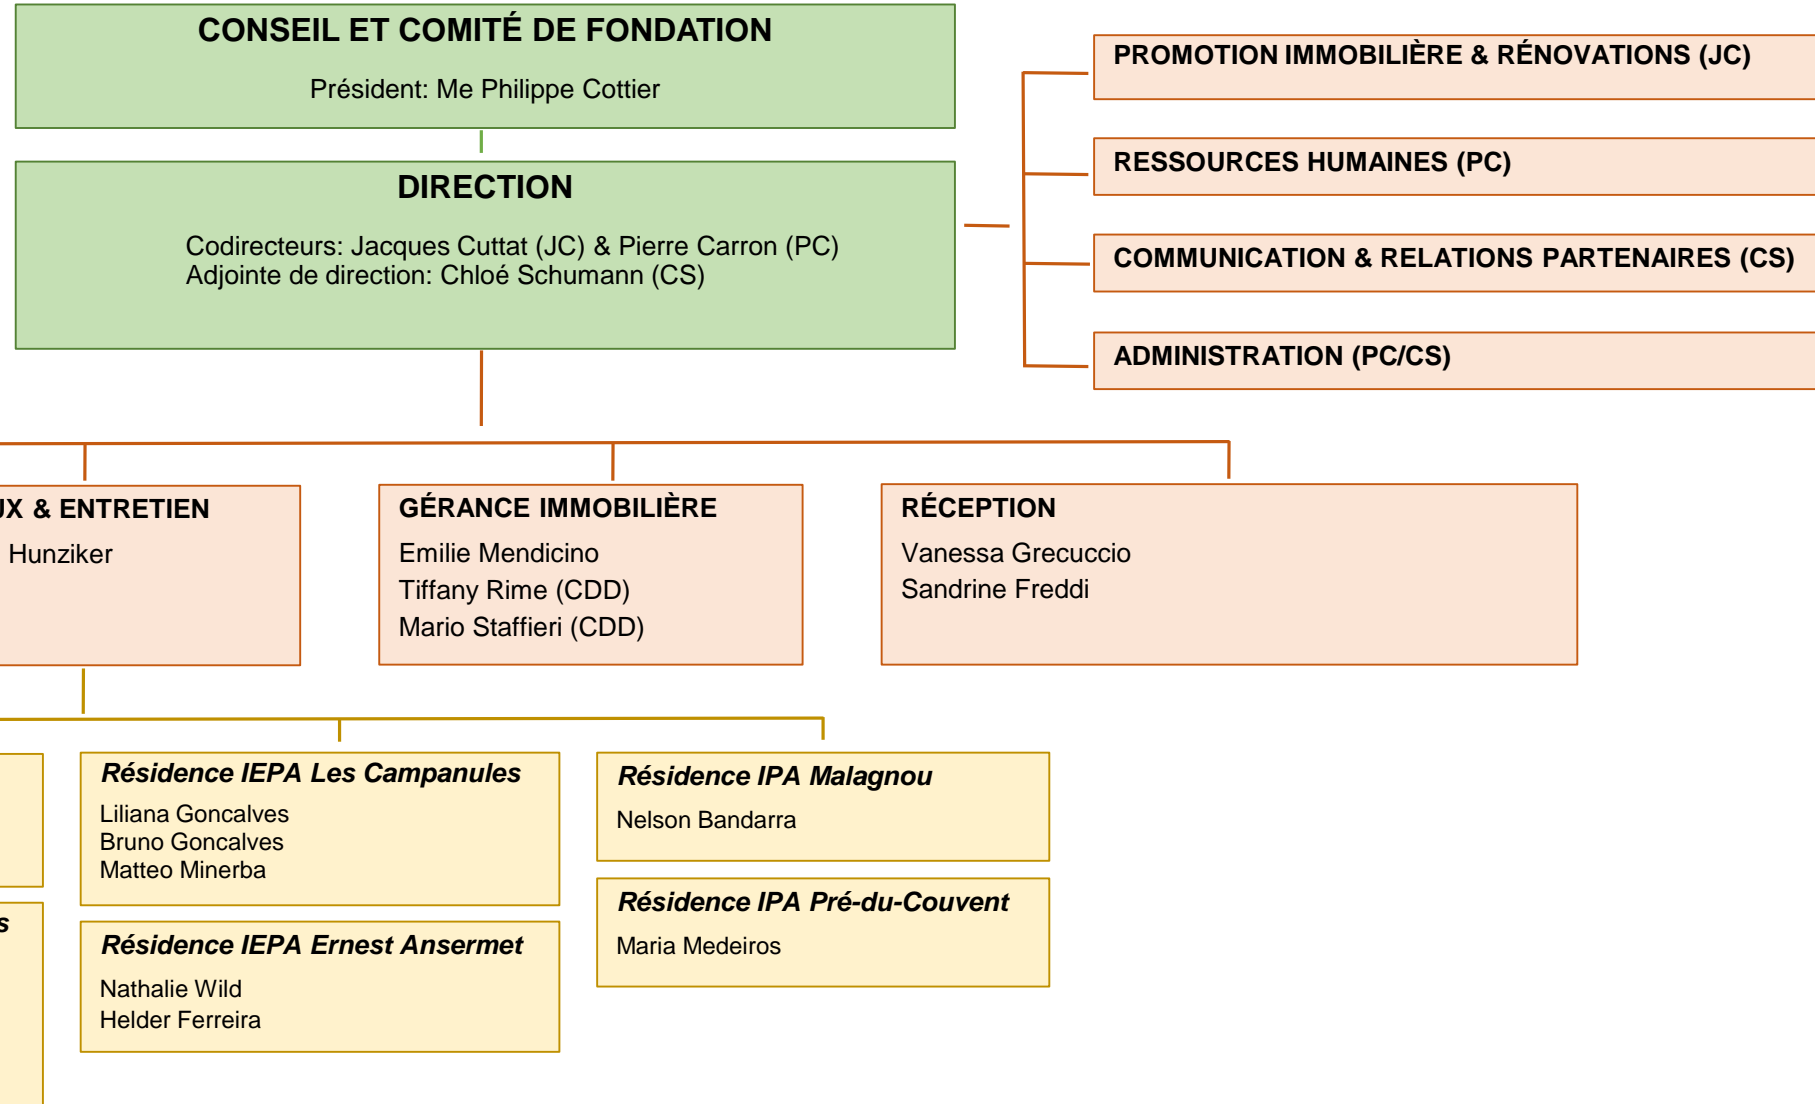 CONSEIL ET COMITÉ DE FONDATION
Président: Me Philippe Cottier
DIRECTION
Codirecteurs: Jacques Cuttat (JC) & Pierre Carron (PC)
Adjointe de direction: Chloé Schumann (CS)
PROMOTION IMMOBILIÈRE & RÉNOVATIONS (JC)
RESSOURCES HUMAINES (PC)
COMMUNICATION & RELATIONS PARTENAIRES (CS)
ADMINISTRATION (PC/CS)
UX & ENTRETIEN
Hunziker
GÉRANCE IMMOBILIÈRE
Emilie Mendicino
Tiffany Rime (CDD)
Mario Staffieri (CDD)
RÉCEPTION
Vanessa Grecuccio
Sandrine Freddi
s
Résidence IEPA Les Campanules
Liliana Goncalves
Bruno Goncalves
Matteo Minerba
Résidence IEPA Ernest Ansermet
Nathalie Wild
Helder Ferreira
Résidence IPA Malagnou
Nelson Bandarra
Résidence IPA Pré-du-Couvent
Maria Medeiros